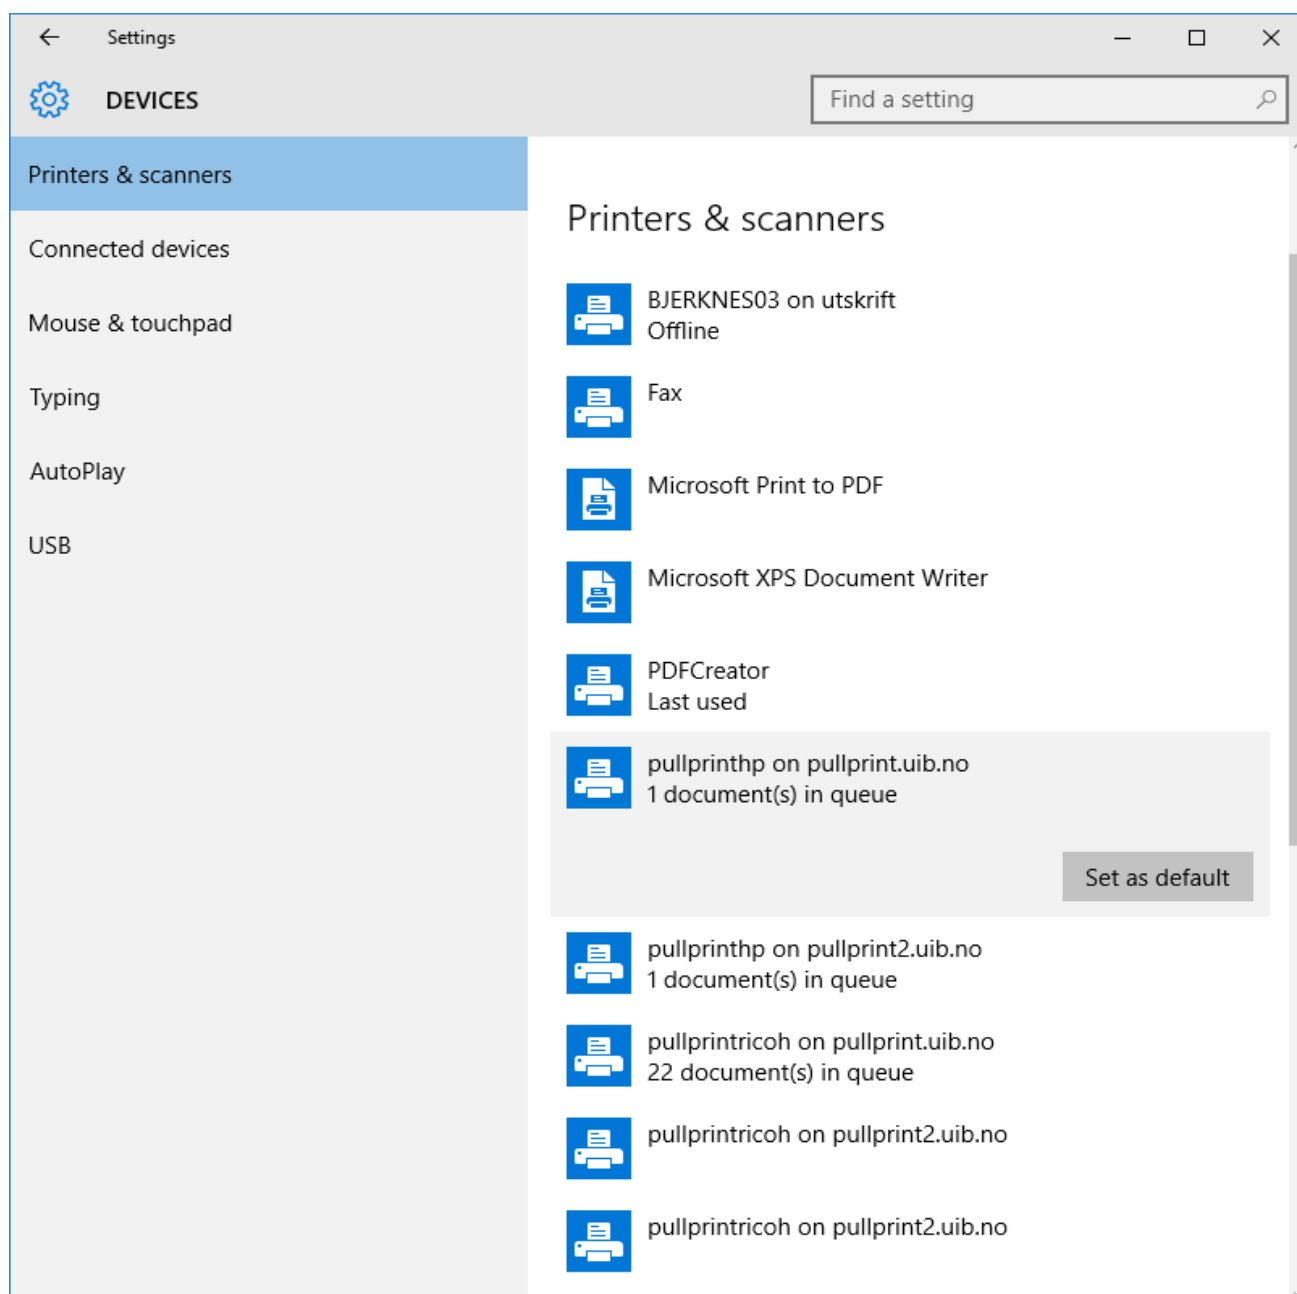 Settings
DEVICES
Find a setting
Printers & scanners
Connected devices
Mouse & touchpad
Typing
AutoPlay
USB
Printers & scanners
BJERKNES03 on utskrift
Offline
Fax
Microsoft Print to PDF
Microsoft XPS Document Writer
PDFCreator
Last used
pullprinthp on pullprint.uib.no
1 document(s) in queue
Set as default
pullprinthp on pullprint2.uib.no
1 document(s) in queue
pullprintricoh on pullprint.uib.no
22 document(s) in queue
pullprintricoh on pullprint2.uib.no
pullprintricoh on pullprint2.uib.no